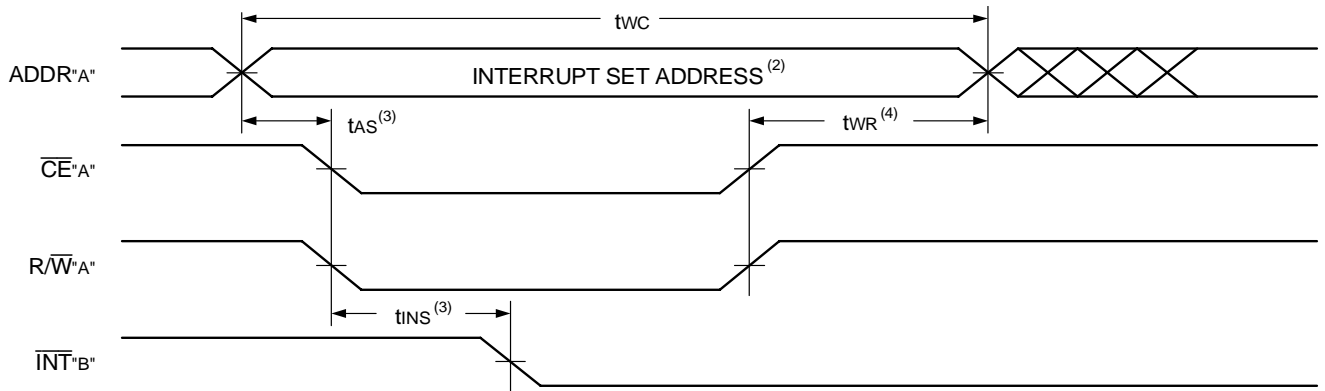 tWC
ADDR"A"
INTERRUPT SET ADDRESS(2)
tAS(3)
tWR(4)
CE"A"
R/W"A"
tINS(3)
INT"B"